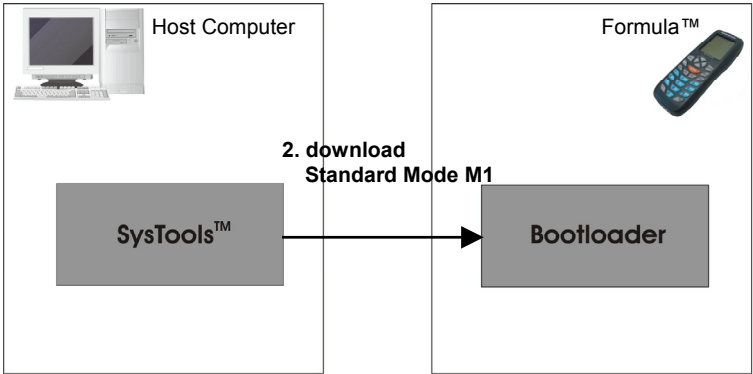 Host Computer
Formula™
2. download
Standard Mode M1
SysTools™
Bootloader